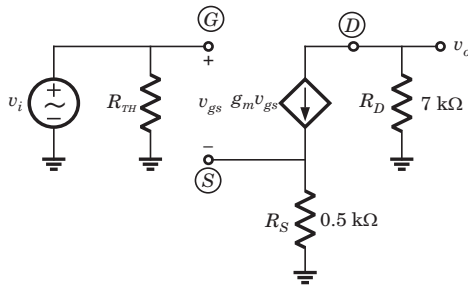 G
D
+
v_o
+
v_i
−
R_TH
v_gs
g_m v_gs
R_D
7 kΩ
−
S
R_S
0.5 kΩ